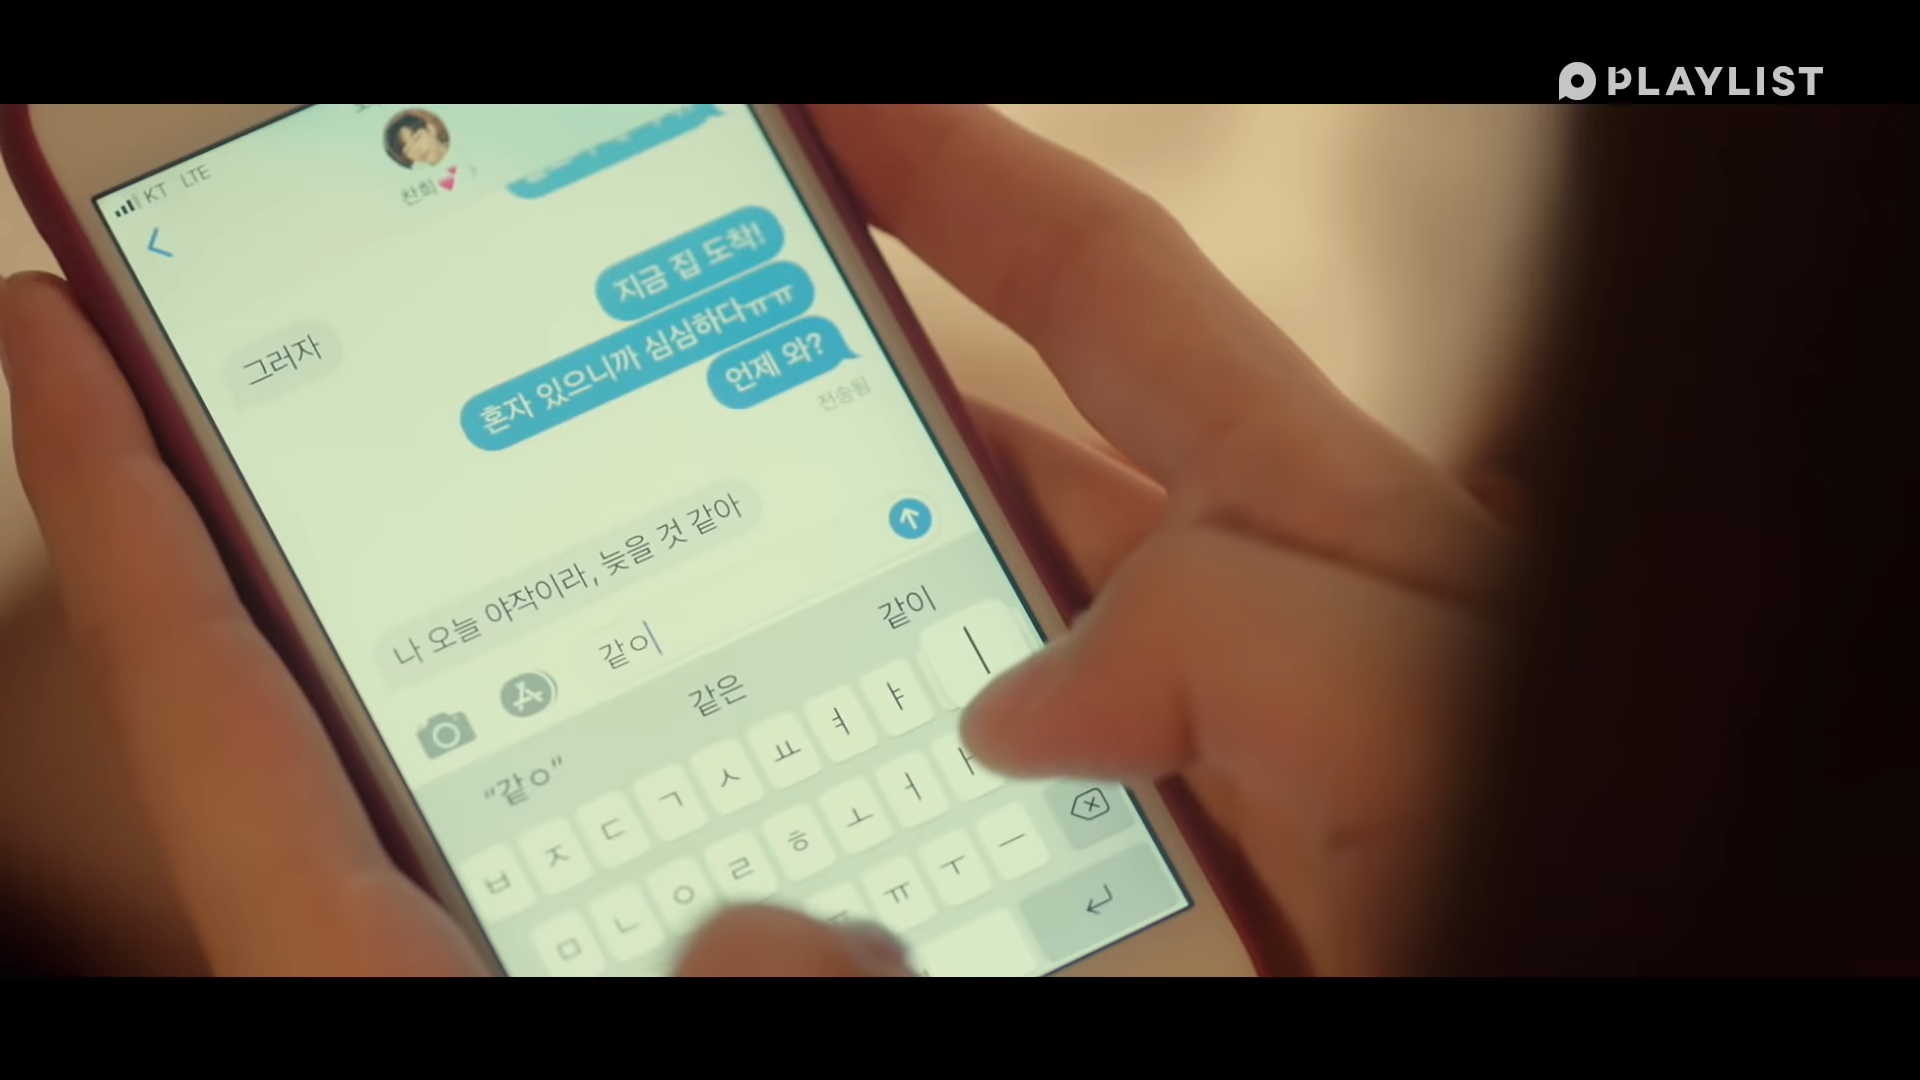 PLAYLIST
KT LTE
찬희💕
지금 집 도착!
혼자 있으니까 심심하다ㅠㅠ
언제 와?
전송됨
그러자
나 오늘 야작이라, 늦을 것 같아
같ㅇ
“같ㅇ” 같은 같이
ㅂ ㅈ ㄷ ㄱ ㅅ ㅛ ㅕ ㅑ ㅣ
ㅁ ㄴ ㅇ ㄹ ㅎ ㅗ ㅓ ㅏ
ㅠ ㅜ ㅡ